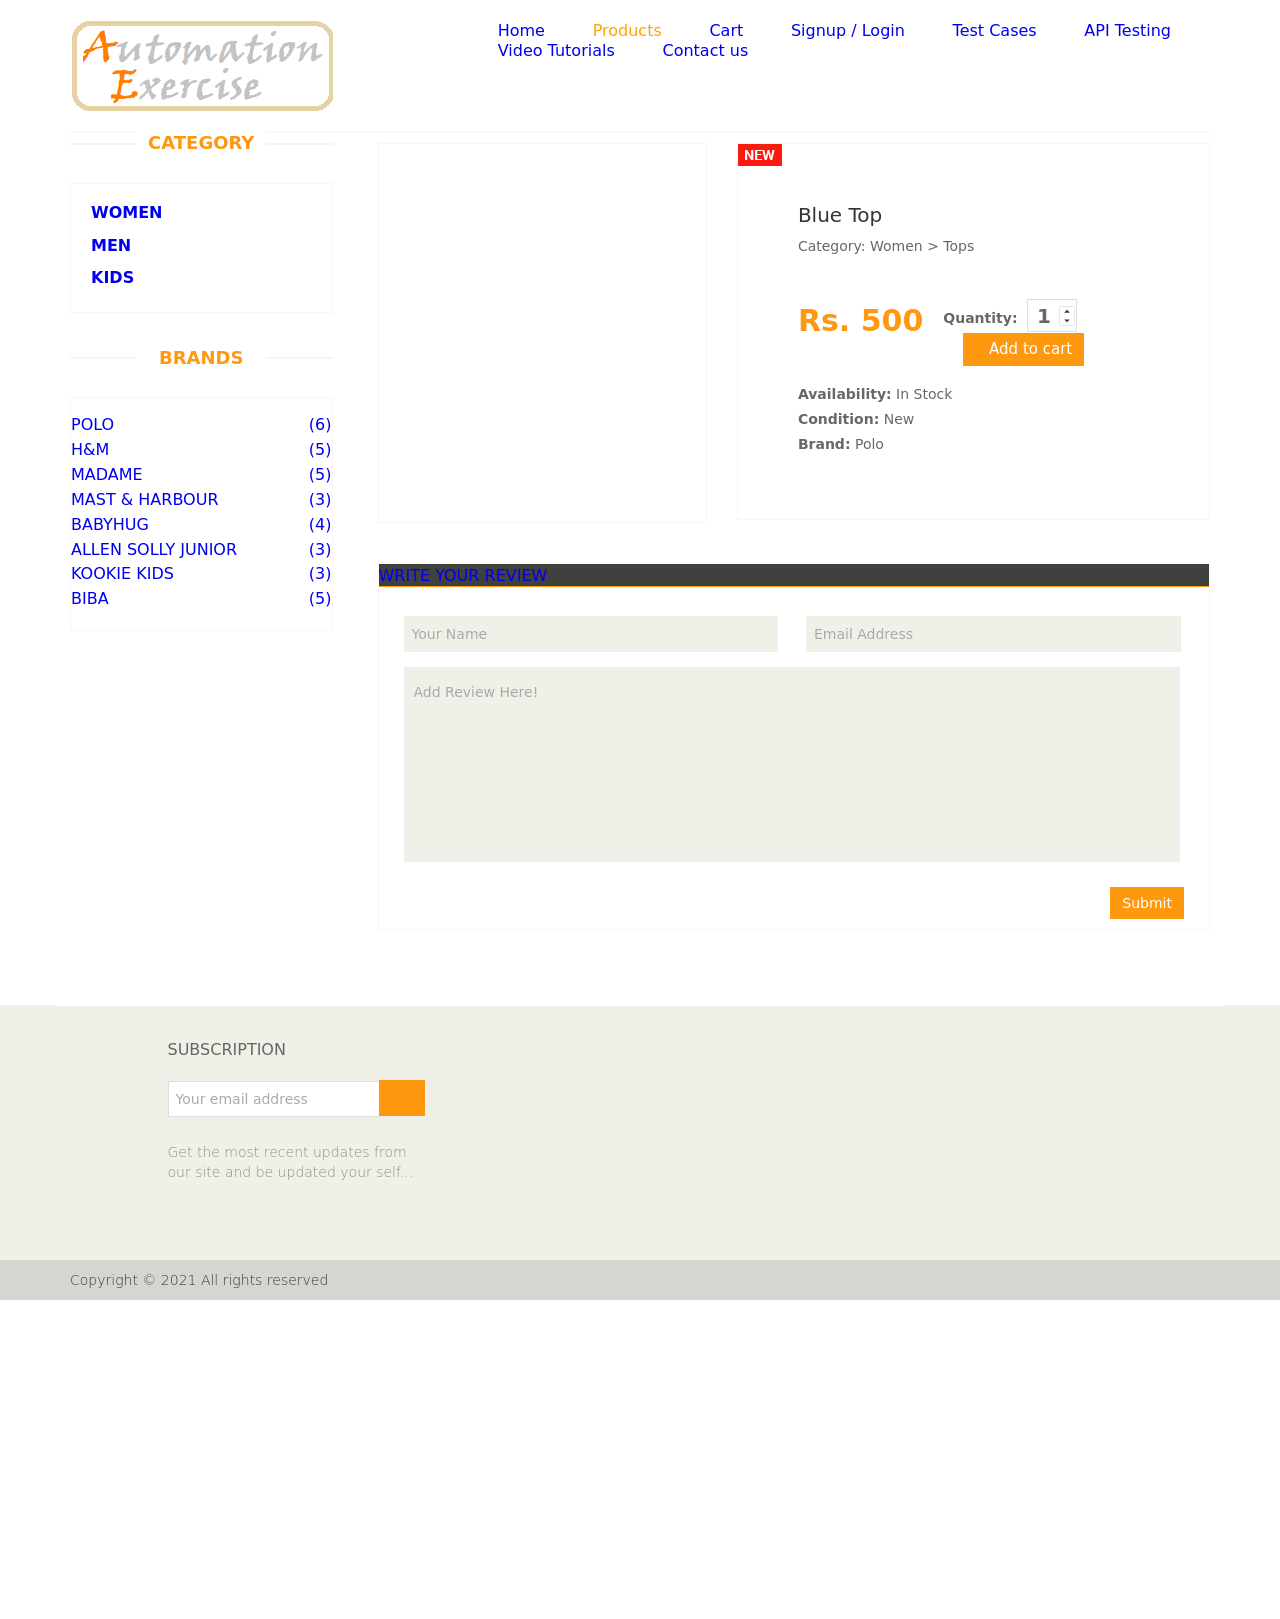 Automation
Exercise
Home
Products
Cart
Signup / Login
Test Cases
API Testing
Video Tutorials
Contact us
CATEGORY
WOMEN
MEN
KIDS
BRANDS
POLO (6)
H&M (5)
MADAME (5)
MAST & HARBOUR (3)
BABYHUG (4)
ALLEN SOLLY JUNIOR (3)
KOOKIE KIDS (3)
BIBA (5)
NEW
Blue Top
Category: Women > Tops
Rs. 500 Quantity: 1
Add to cart
Availability: In Stock
Condition: New
Brand: Polo
WRITE YOUR REVIEW
Your Name
Email Address
Add Review Here!
Submit
SUBSCRIPTION
Your email address
Get the most recent updates from
our site and be updated your self...
Copyright © 2021 All rights reserved